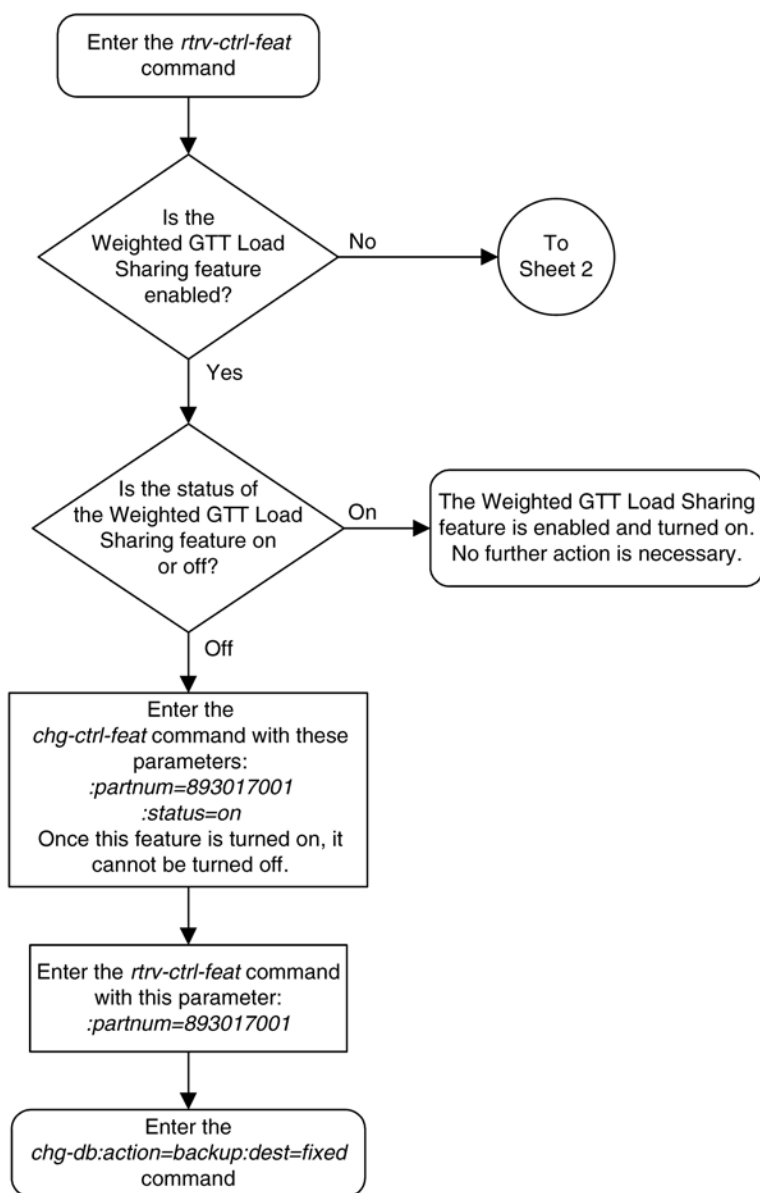 Enter the rtrv-ctrl-feat
command
Is the
Weighted GTT Load
Sharing feature
enabled?
No
To
Sheet 2
Yes
Is the status of
the Weighted GTT Load
Sharing feature on
or off?
On
The Weighted GTT Load Sharing
feature is enabled and turned on.
No further action is necessary.
Off
Enter the
chg-ctrl-feat command with these
parameters:
:partnum=893017001
:status=on
Once this feature is turned on, it
cannot be turned off.
Enter the rtrv-ctrl-feat command
with this parameter:
:partnum=893017001
Enter the
chg-db:action=backup:dest=fixed
command